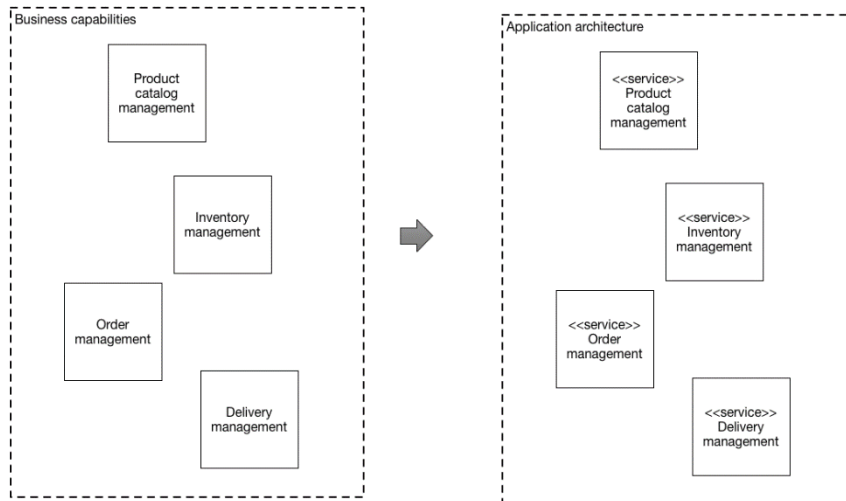 Business capabilities
Product
catalog
management
Inventory
management
Order
management
Delivery
management
Application architecture
<<service>>
Product
catalog
management
<<service>>
Inventory
management
<<service>>
Order
management
<<service>>
Delivery
management